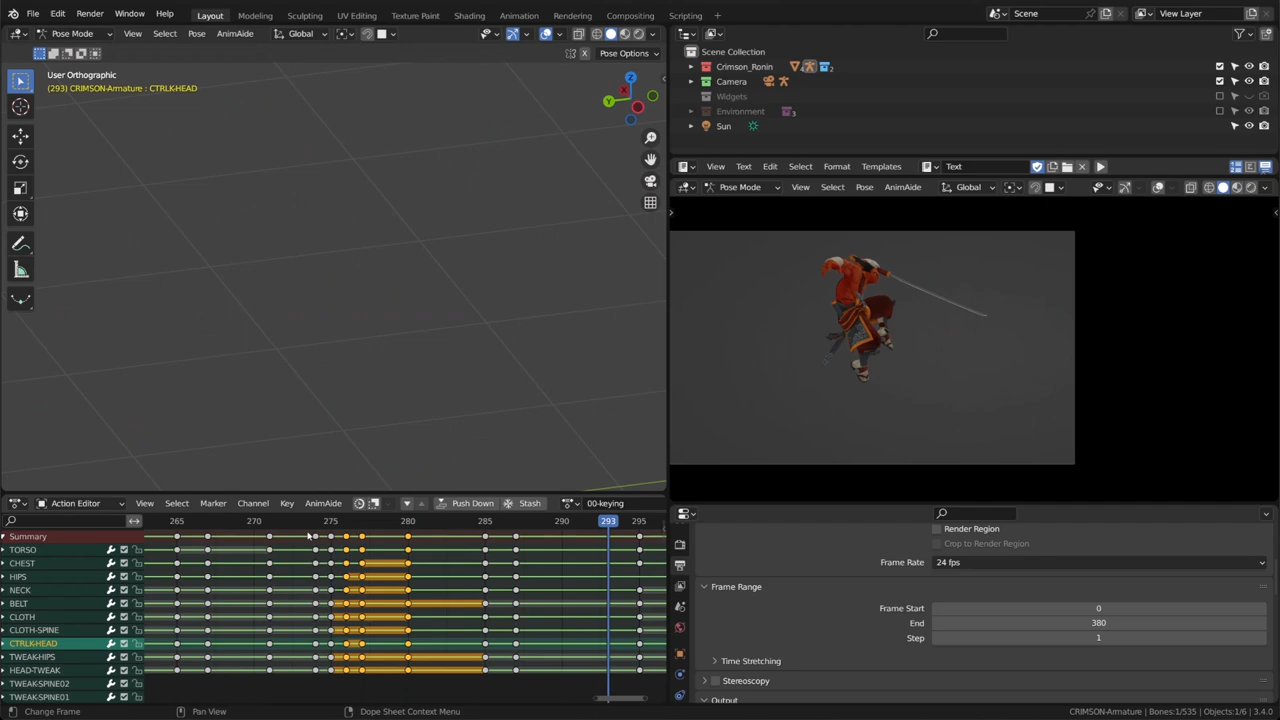 File Edit Render Window Help Layout Modeling Sculpting UV Editing Texture Paint Shading Animation Rendering Compositing Scripting Scene View Layer
Pose Mode View Select Pose AnimAide Global
Pose Options
User Orthographic
(293) CRIMSON-Armature : CTRLK-HEAD
Z
X
Y
Scene Collection
Crimson_Ronin 2
Camera
Widgets
Environment 3
Sun
View Text Edit Select Format Templates Text
Pose Mode View Select Pose AnimAide Global
Action Editor View Select Marker Channel Key AnimAide Push Down Stash 00-keying
265 270 275 280 285 290 293 295
Summary
TORSO
CHEST
HIPS
NECK
BELT
CLOTH
CLOTH-SPINE
CTRLK-HEAD
TWEAK-HIPS
HEAD-TWEAK
TWEAK-SPINE02
TWEAK-SPINE01
Render Region
Crop to Render Region
Frame Rate 24 fps
Frame Range
Frame Start 0
End 380
Step 1
Time Stretching
Stereoscopy
Output
Change Frame Pan View Dope Sheet Context Menu CRIMSON-Armature | Bones:1/535 | Objects:1/6 | 3.4.0